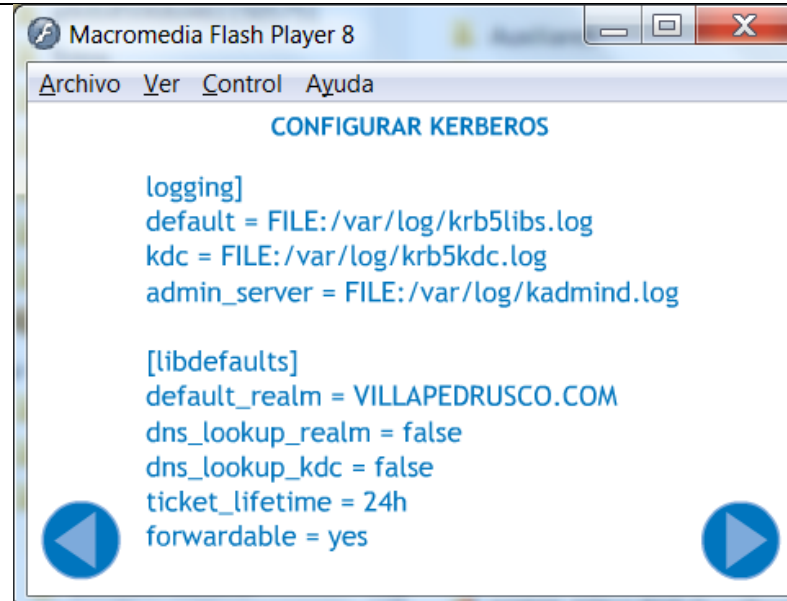 Macromedia Flash Player 8
Archivo Ver Control Ayuda
CONFIGURAR KERBEROS
logging]
default = FILE:/var/log/krb5libs.log
kdc = FILE:/var/log/krb5kdc.log
admin_server = FILE:/var/log/kadmind.log
[libdefaults]
default_realm = VILLAPEDRUSCO.COM
dns_lookup_realm = false
dns_lookup_kdc = false
ticket_lifetime = 24h
forwardable = yes